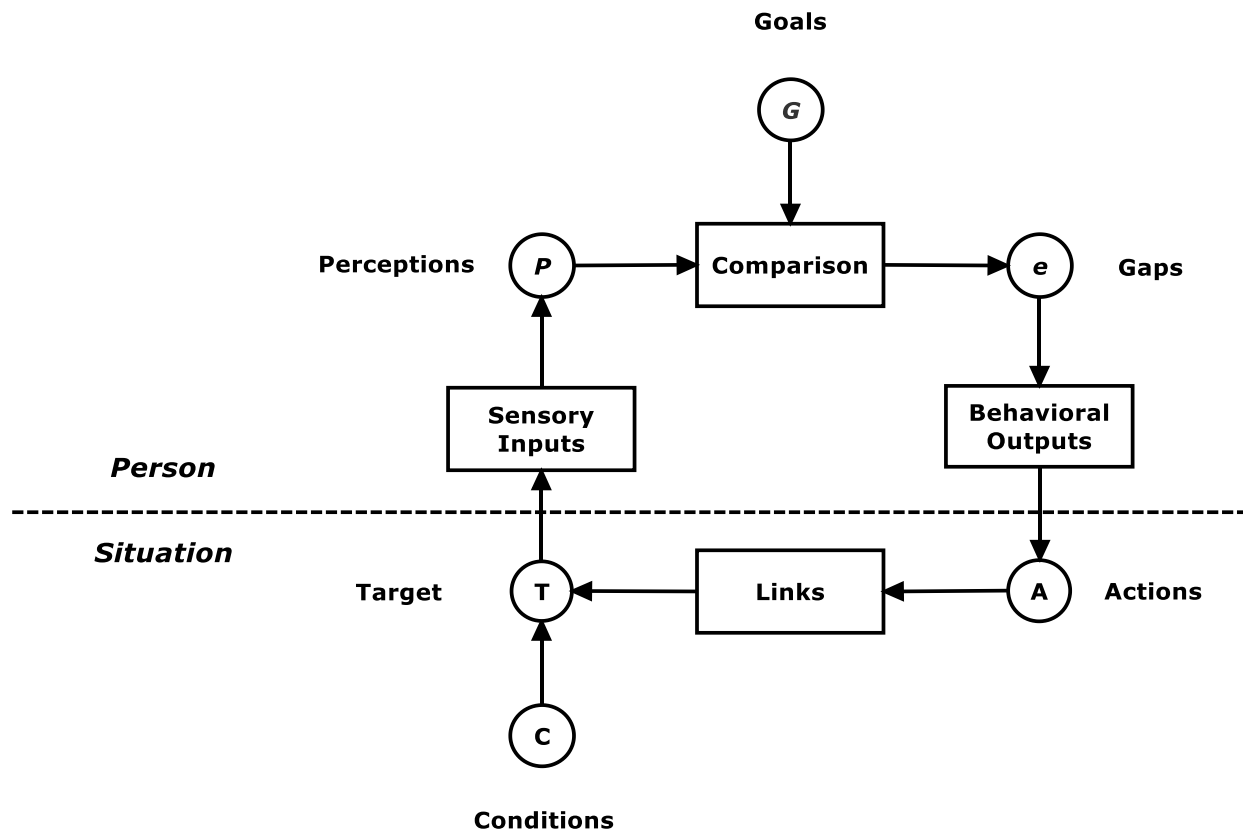 Goals
G
Perceptions
P
Comparison
e
Gaps
Sensory
Inputs
Behavioral
Outputs
Person
Situation
Target
T
Links
A
Actions
C
Conditions